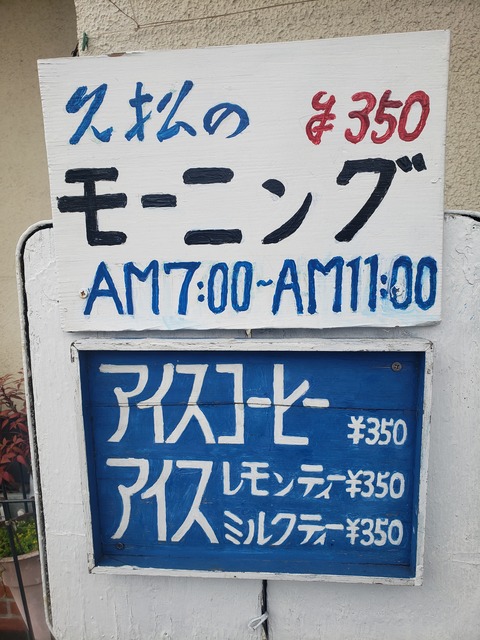 久松の ¥350
モーニング
AM7:00~AM11:00
アイスコーヒー ¥350
アイス レモンティー ¥350
ミルクティー ¥350